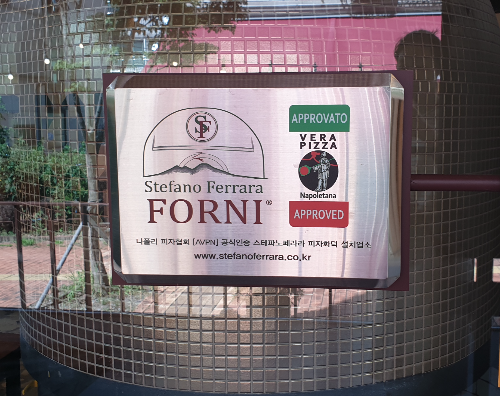 SF
Stefano Ferrara
FORNI®
APPROVATO
VERA
PIZZA
Napoletana
APPROVED
나폴리 피자협회 [AVPN] 공식인증 스테파노페라라 피자화덕 설치업소
www.stefanoferrara.co.kr